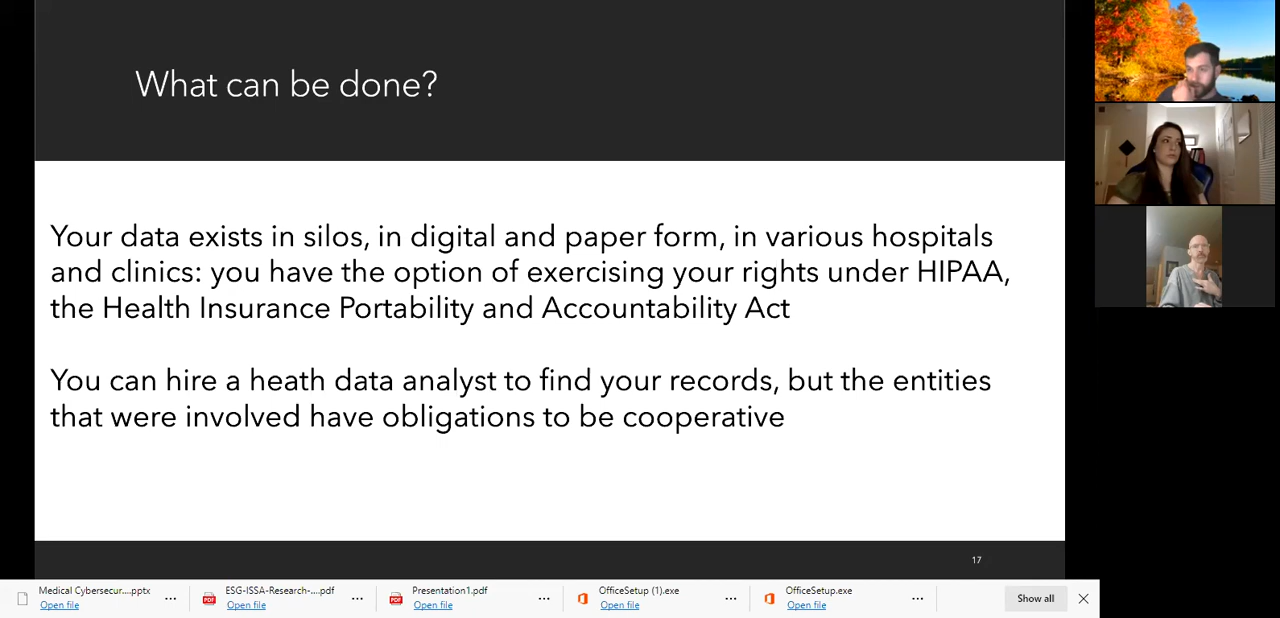 What can be done?
Your data exists in silos, in digital and paper form, in various hospitals
and clinics: you have the option of exercising your rights under HIPAA,
the Health Insurance Portability and Accountability Act
You can hire a heath data analyst to find your records, but the entities
that were involved have obligations to be cooperative
17
Medical Cybersecur....pptx
Open file
...
PDF
ESG-ISSA-Research-....pdf
Open file
...
PDF
Presentation1.pdf
Open file
...
OfficeSetup (1).exe
Open file
...
OfficeSetup.exe
Open file
...
Show all